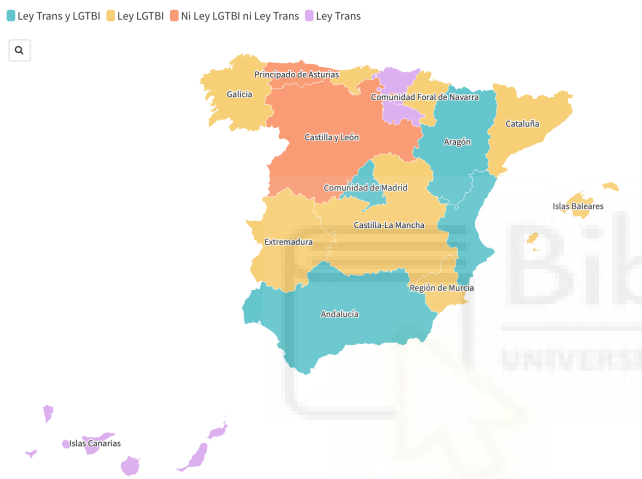 Ley Trans y LGTBI Ley LGTBI Ni Ley LGTBI ni Ley Trans Ley Trans
Principado de Asturias
Galicia
Comunidad Foral de Navarra
Cataluña
Castilla y León
Aragón
Comunidad de Madrid
Islas Baleares
Castilla-La Mancha
Extremadura
Región de Murcia
Andalucía
Islas Canarias
Bib
UNIVERSI